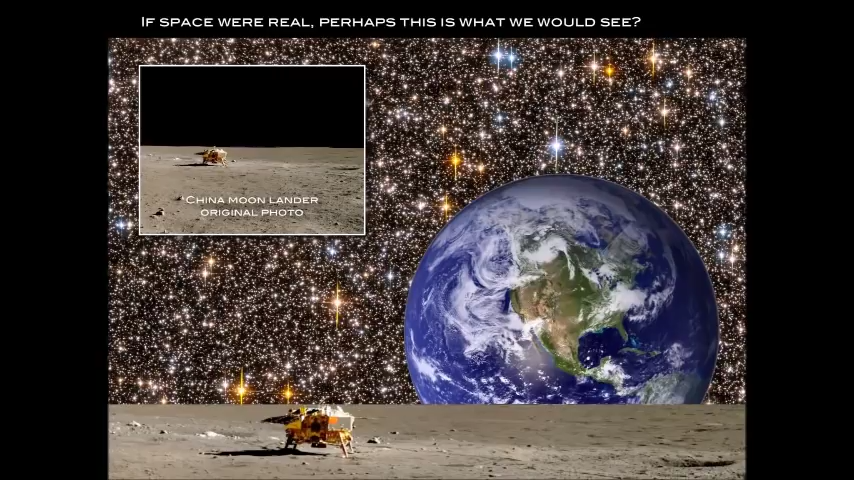 If space were real, perhaps this is what we would see?
*China moon lander
original photo